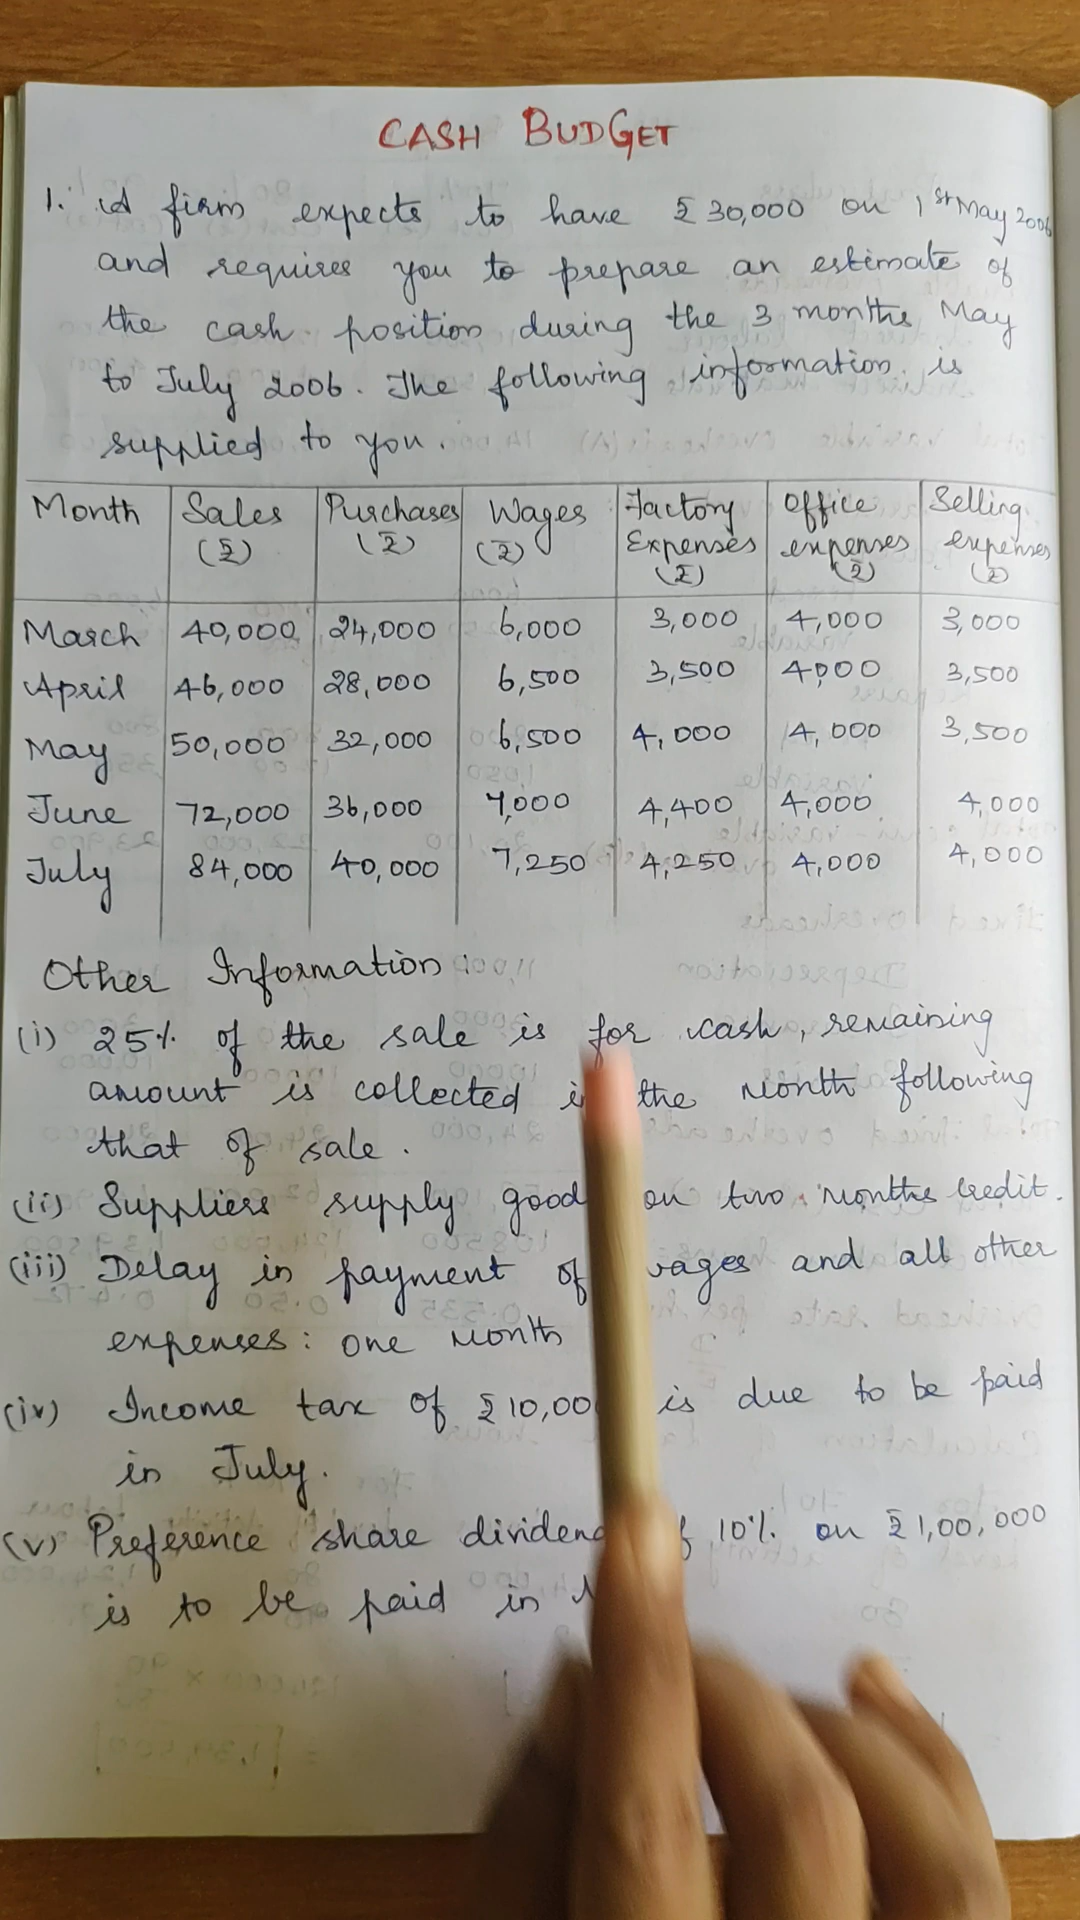 CASH BUDGET
1. A firm expects to have ₹ 30,000 on 1st May 2006
and requires you to prepare an estimate of
the cash position during the 3 months May
to July 2006. The following information is
supplied to you.
Month Sales (₹) Purchases (₹) Wages (₹) Factory Expenses (₹) Office expenses (₹) Selling expenses (₹)
March 40,000 24,000 6,000 3,000 4,000 3,000
April 46,000 28,000 6,500 3,500 4000 3,500
May 50,000 32,000 6,500 4,000 4,000 3,500
June 72,000 36,000 7,000 4,400 4,000 4,000
July 84,000 40,000 7,250 4,250 4,000 4,000
Other Information:
(i) 25% of the sale is for cash, remaining
amount is collected the month following
that of sale.
(ii) Suppliers supply good on two months credit.
(iii) Delay in payment of wages and all other
expenses: one month
(iv) Income tax of ₹ 10,00 is due to be paid
in July.
(v) Preference share dividend of 10% on ₹ 1,00,000
is to be paid in